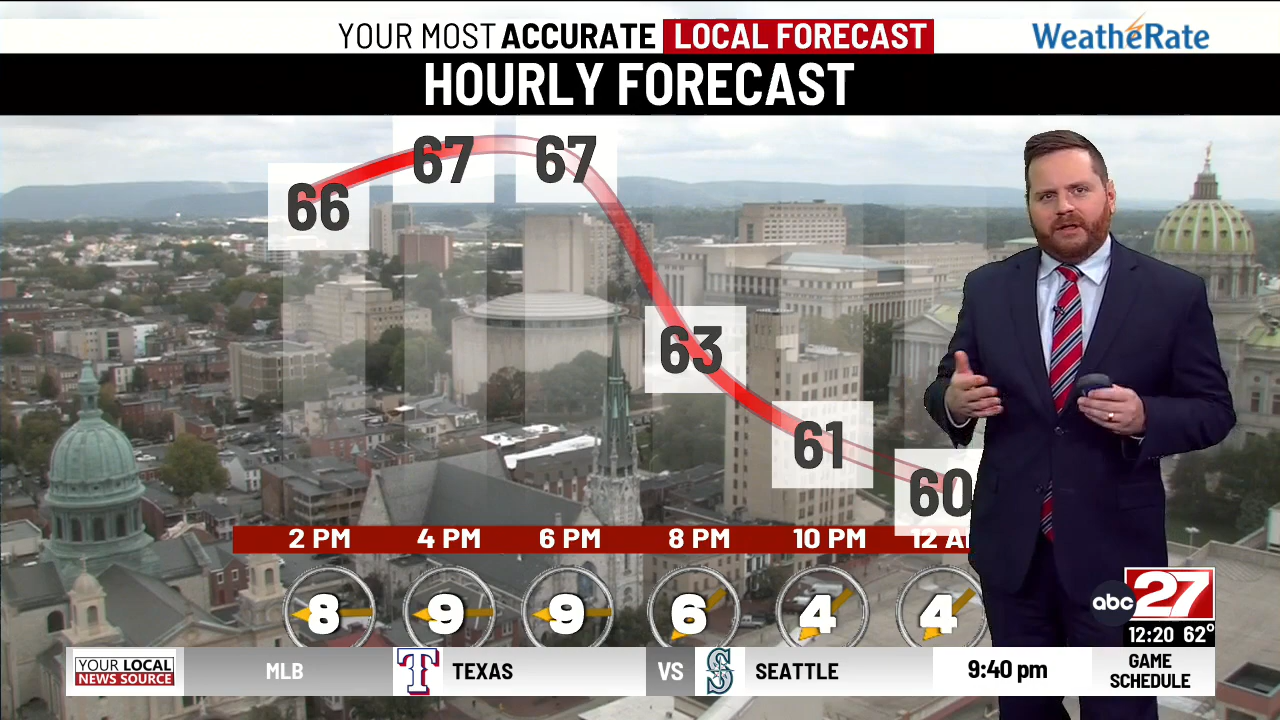 YOUR MOST ACCURATE LOCAL FORECAST
WeatheRate
HOURLY FORECAST
66 67 67 63 61 60
2 PM 4 PM 6 PM 8 PM 10 PM 12 A
8 9 9 6 4 4
abc 27
12:20 62°
YOUR LOCAL
NEWS SOURCE
MLB T TEXAS VS S SEATTLE 9:40 pm
GAME
SCHEDULE